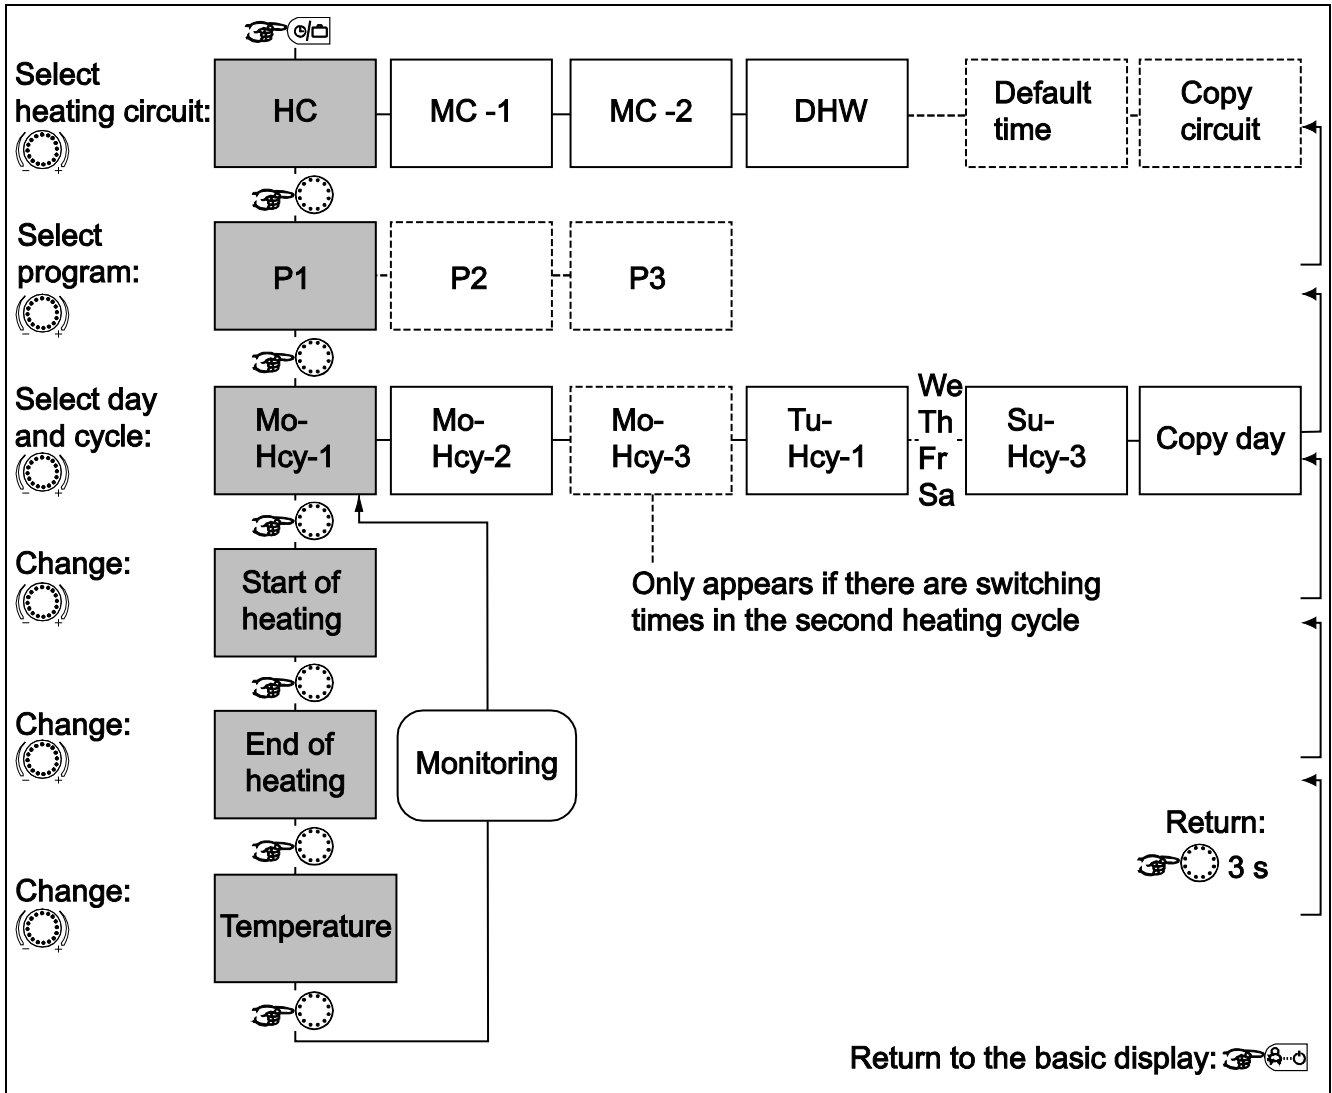 Select
heating circuit:
HC
MC -1
MC -2
DHW
Default
time
Copy
circuit
Select
program:
P1
P2
P3
Select day
and cycle:
Mo-
Hcy-1
Mo-
Hcy-2
Mo-
Hcy-3
Tu-
Hcy-1
We
Th
Fr
Sa
Su-
Hcy-3
Copy day
Change:
Start of
heating
Only appears if there are switching
times in the second heating cycle
Change:
End of
heating
Monitoring
Return:
3 s
Change:
Temperature
Return to the basic display: